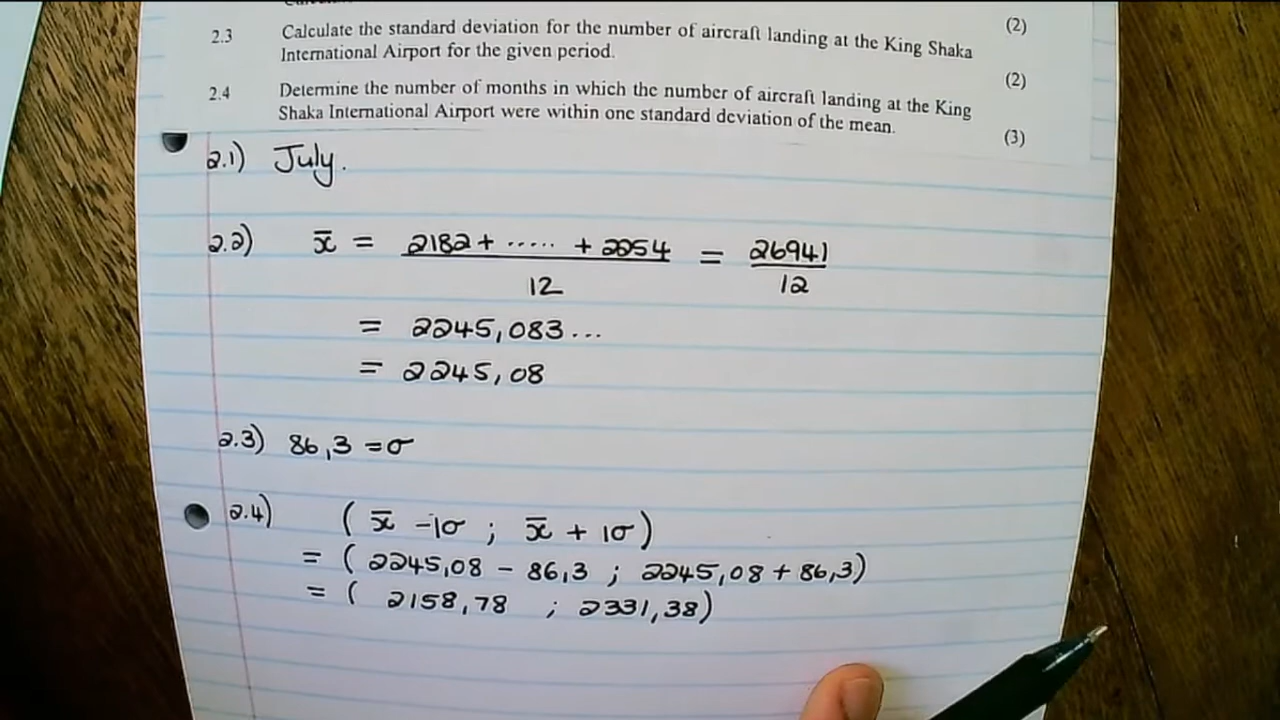 (2)
2.3 Calculate the standard deviation for the number of aircraft landing at the King Shaka
International Airport for the given period.
(2)
2.4 Determine the number of months in which the number of aircraft landing at the King
Shaka International Airport were within one standard deviation of the mean.
(3)
2.1) July.
2.2) x̄ = 2182 + ..... + 2254 / 12 = 26941 / 12
= 2245,083...
= 2245,08
2.3) 86,3 = σ
2.4) (x̄ - 1σ ; x̄ + 1σ)
= (2245,08 - 86,3 ; 2245,08 + 86,3)
= (2158,78 ; 2331,38)